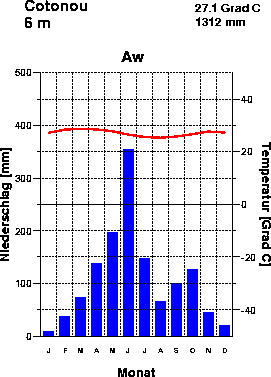 Cotonou
6 m
27.1 Grad C
1312 mm
Aw
500
400
300
200
100
0
Niederschlag [mm]
40
20
0
-20
-40
Temperatur [Grad C]
J F M A M J J A S O N D
Monat